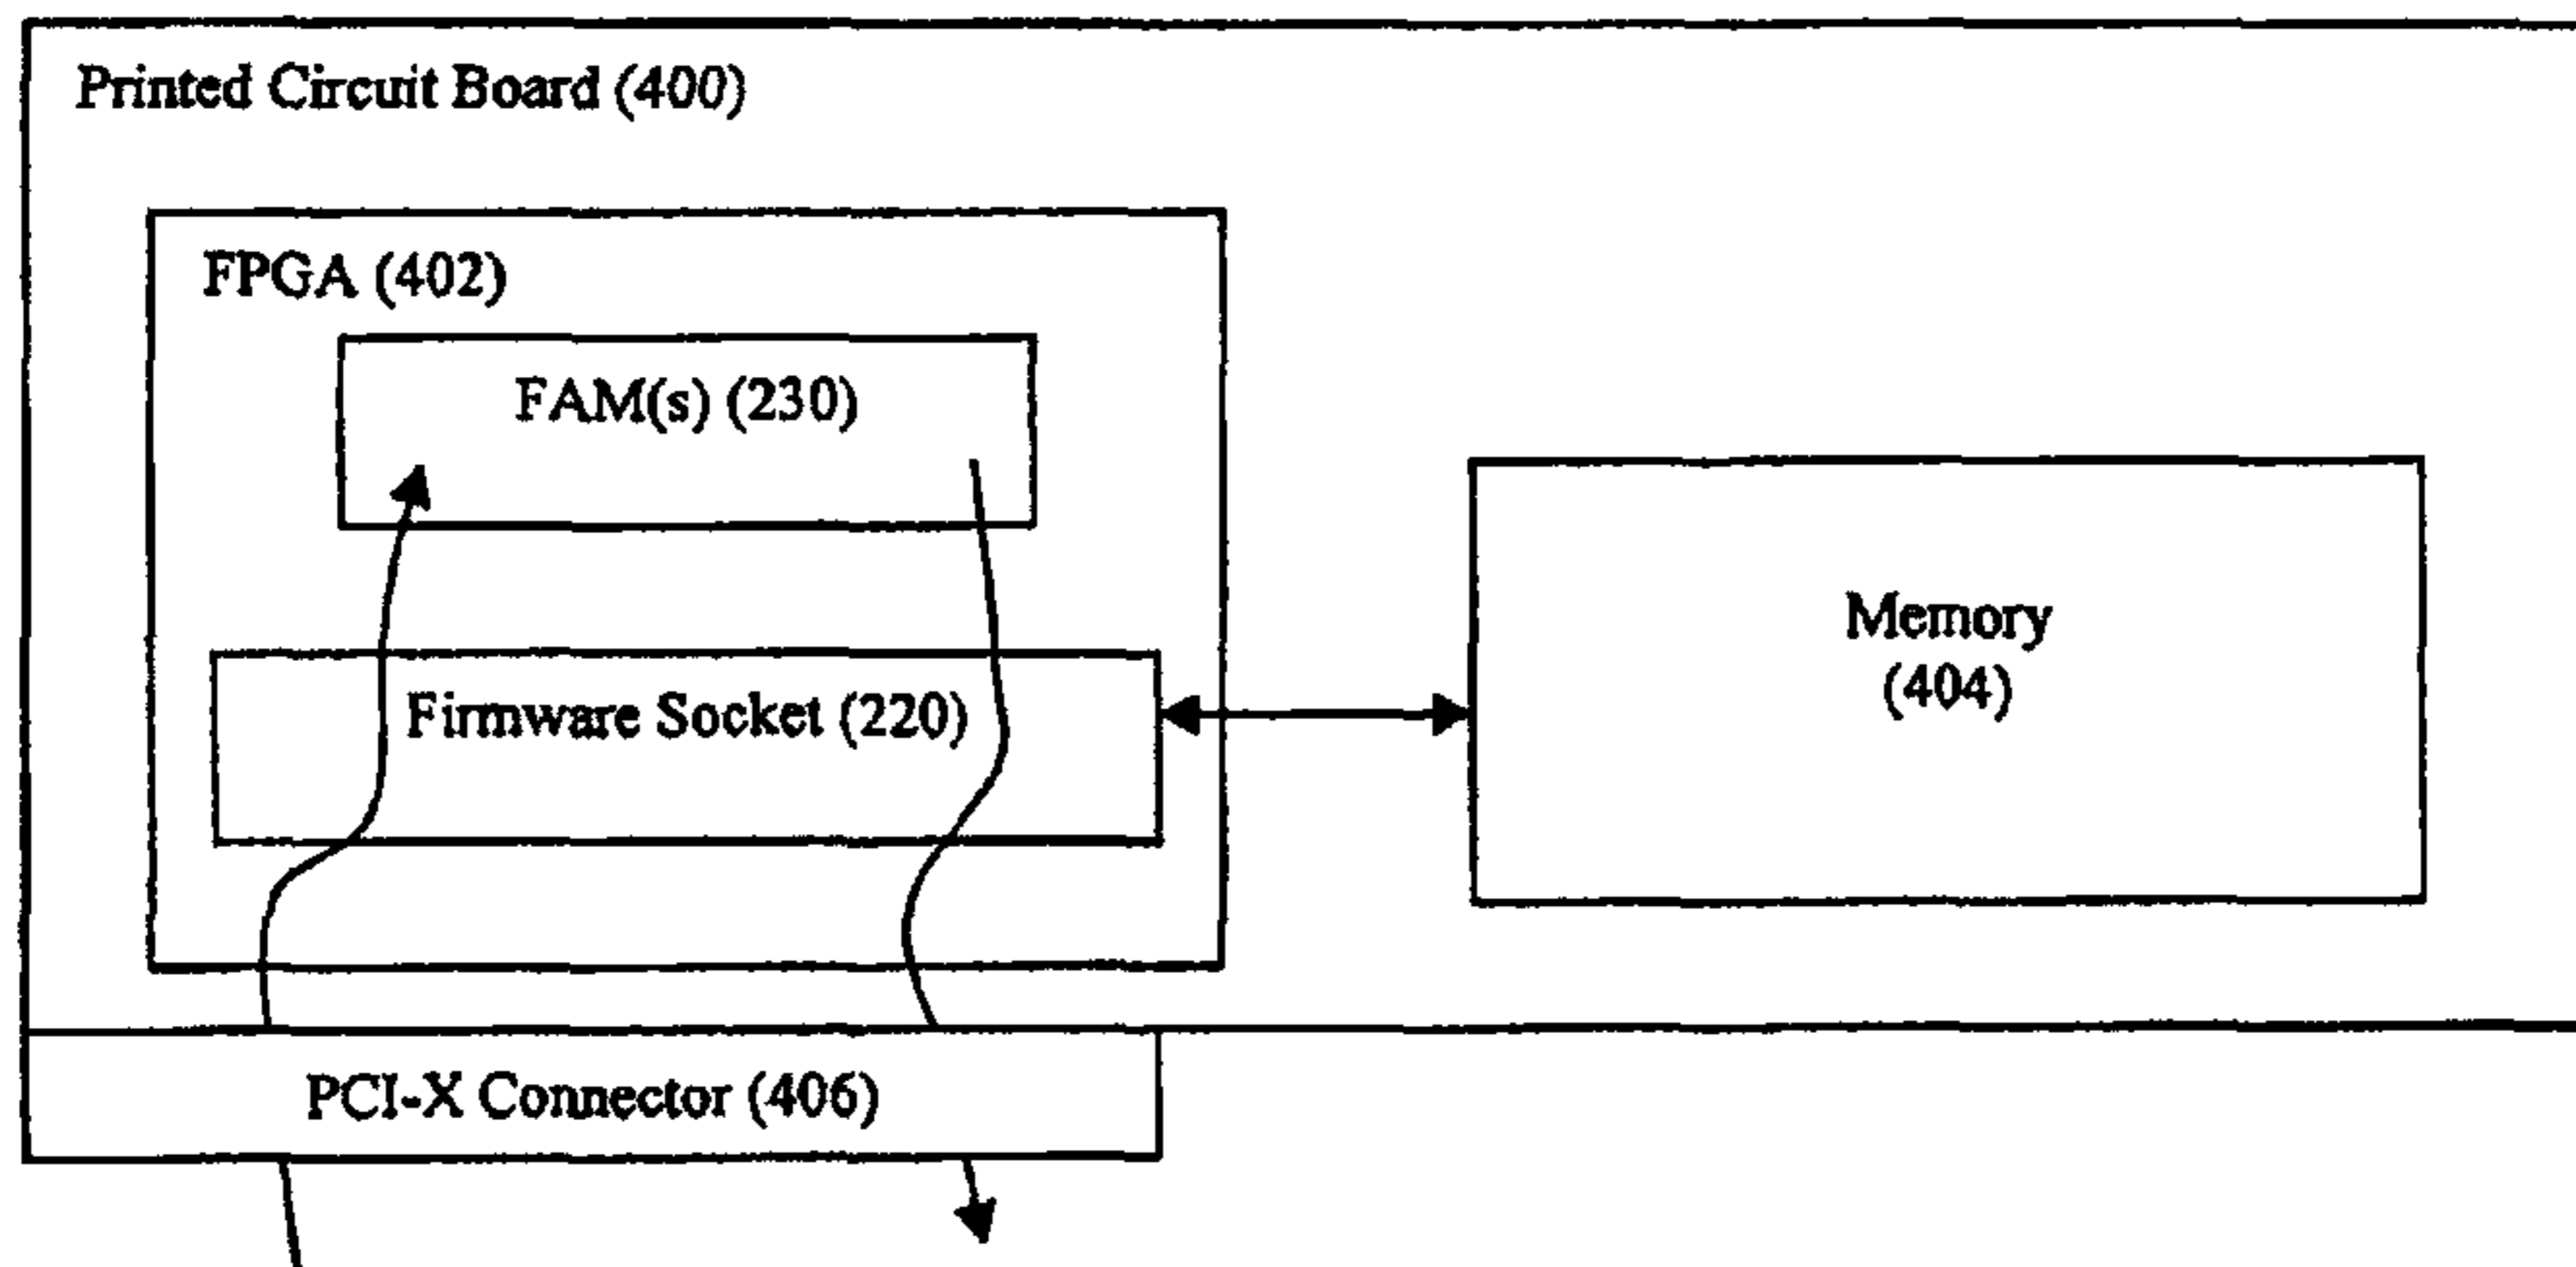 Printed Circuit Board (400)
FPGA (402)
FAM(s) (230)
Firmware Socket (220)
Memory
(404)
PCI-X Connector (406)